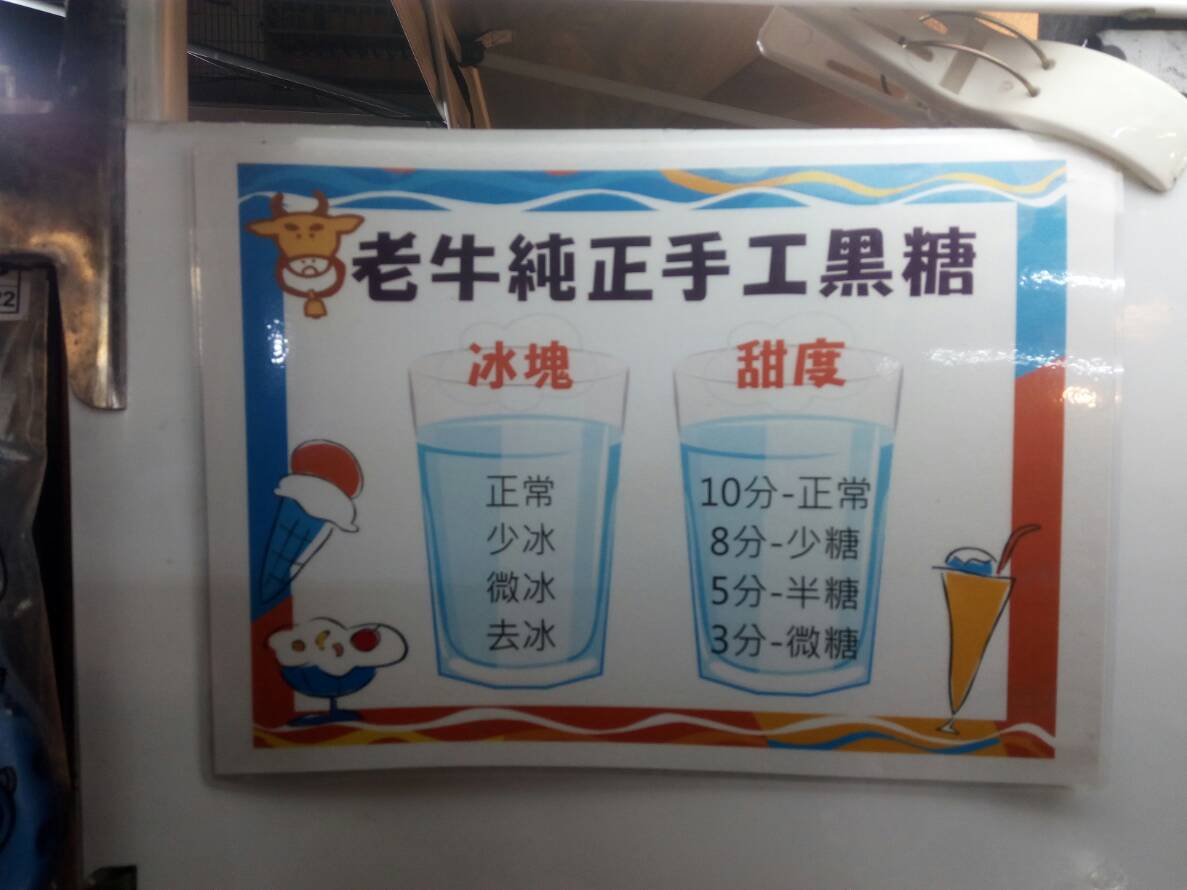 老牛純正手工黑糖
冰塊
正常
少冰
微冰
去冰
甜度
10分-正常
8分-少糖
5分-半糖
3分-微糖
22